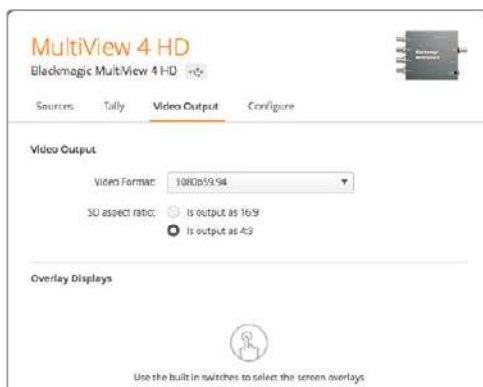 MultiView 4 HD
Blackmagic MultiView 4 HD
Sources Tally Video Output Configure
Video Output
Video Format: 1080p59.94
SD aspect ratio: Is output as 16:9
Is output as 4:3
Overlay Displays
Use the built in switches to select the screen overlays